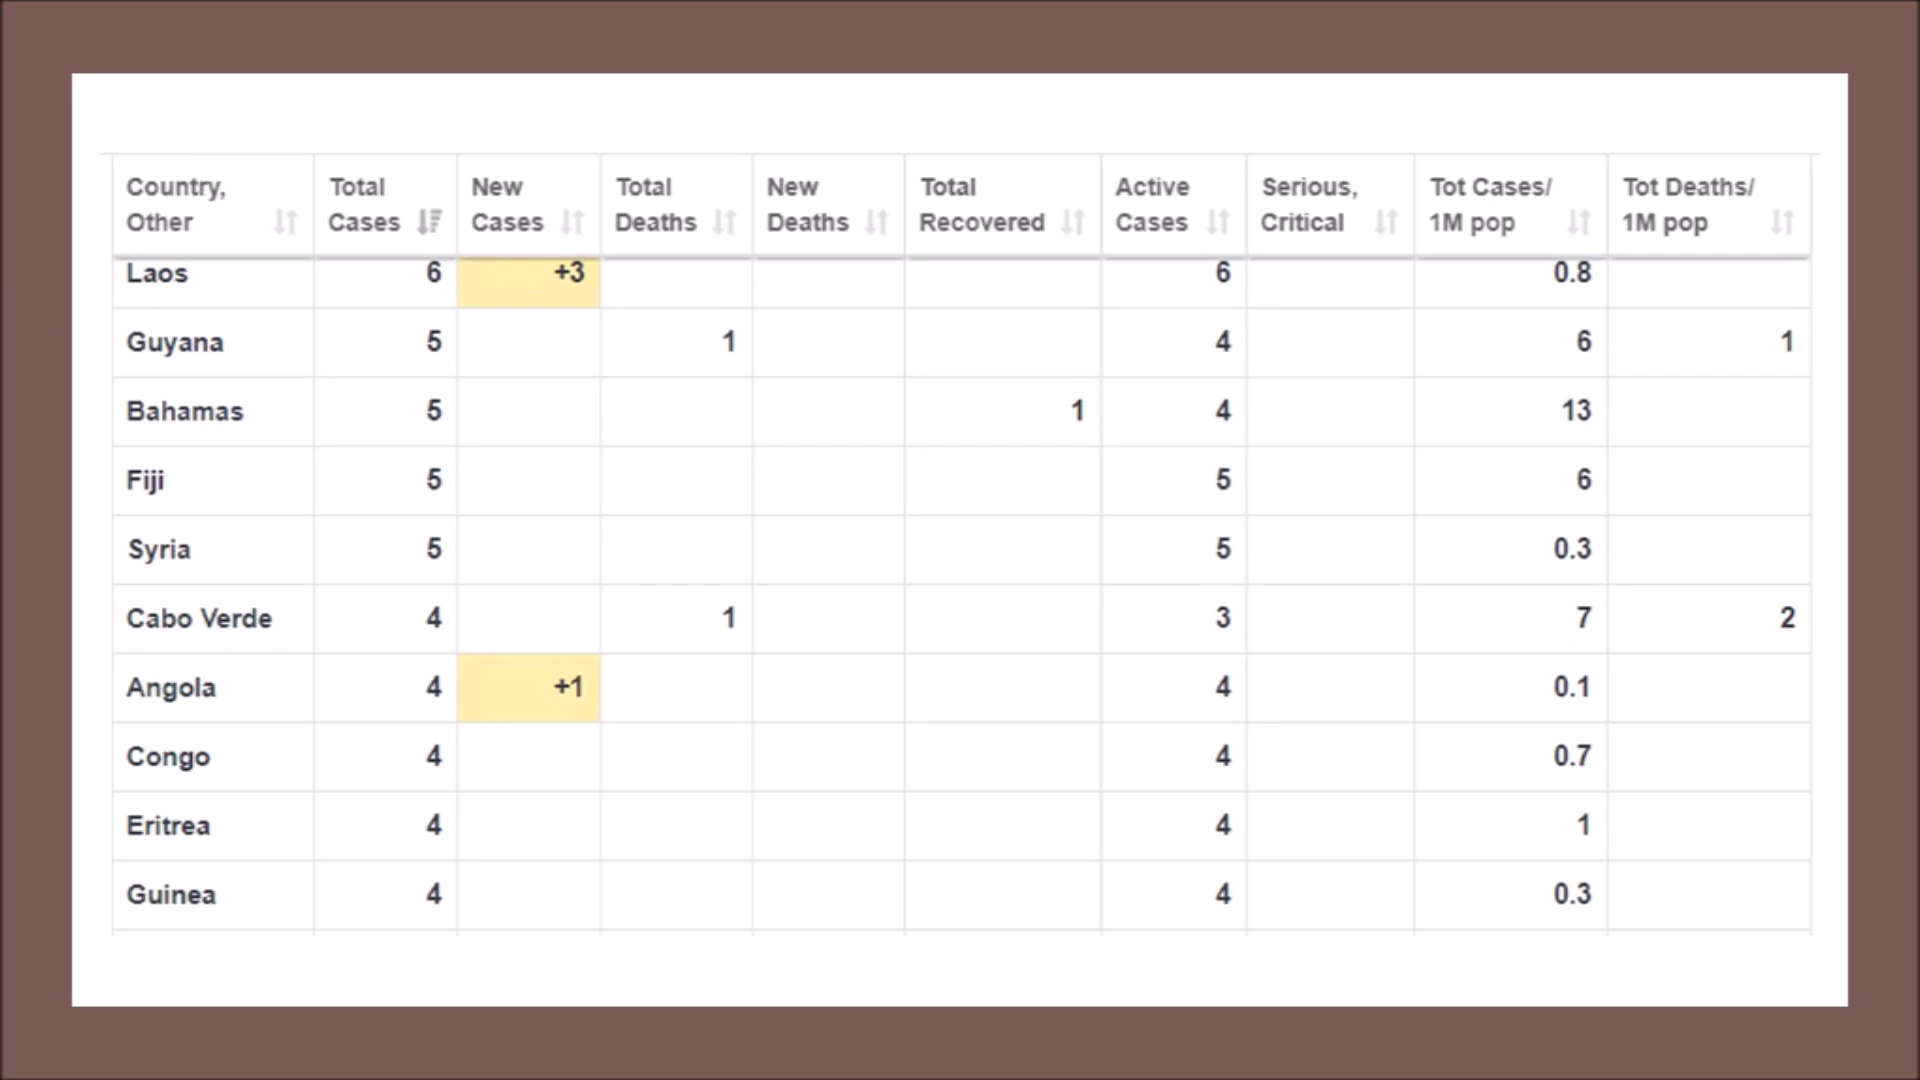 Country, Other Total Cases New Cases Total Deaths New Deaths Total Recovered Active Cases Serious, Critical Tot Cases/ 1M pop Tot Deaths/ 1M pop
Laos 6 +3 6 0.8
Guyana 5 1 4 6 1
Bahamas 5 1 4 13
Fiji 5 5 6
Syria 5 5 0.3
Cabo Verde 4 1 3 7 2
Angola 4 +1 4 0.1
Congo 4 4 0.7
Eritrea 4 4 1
Guinea 4 4 0.3